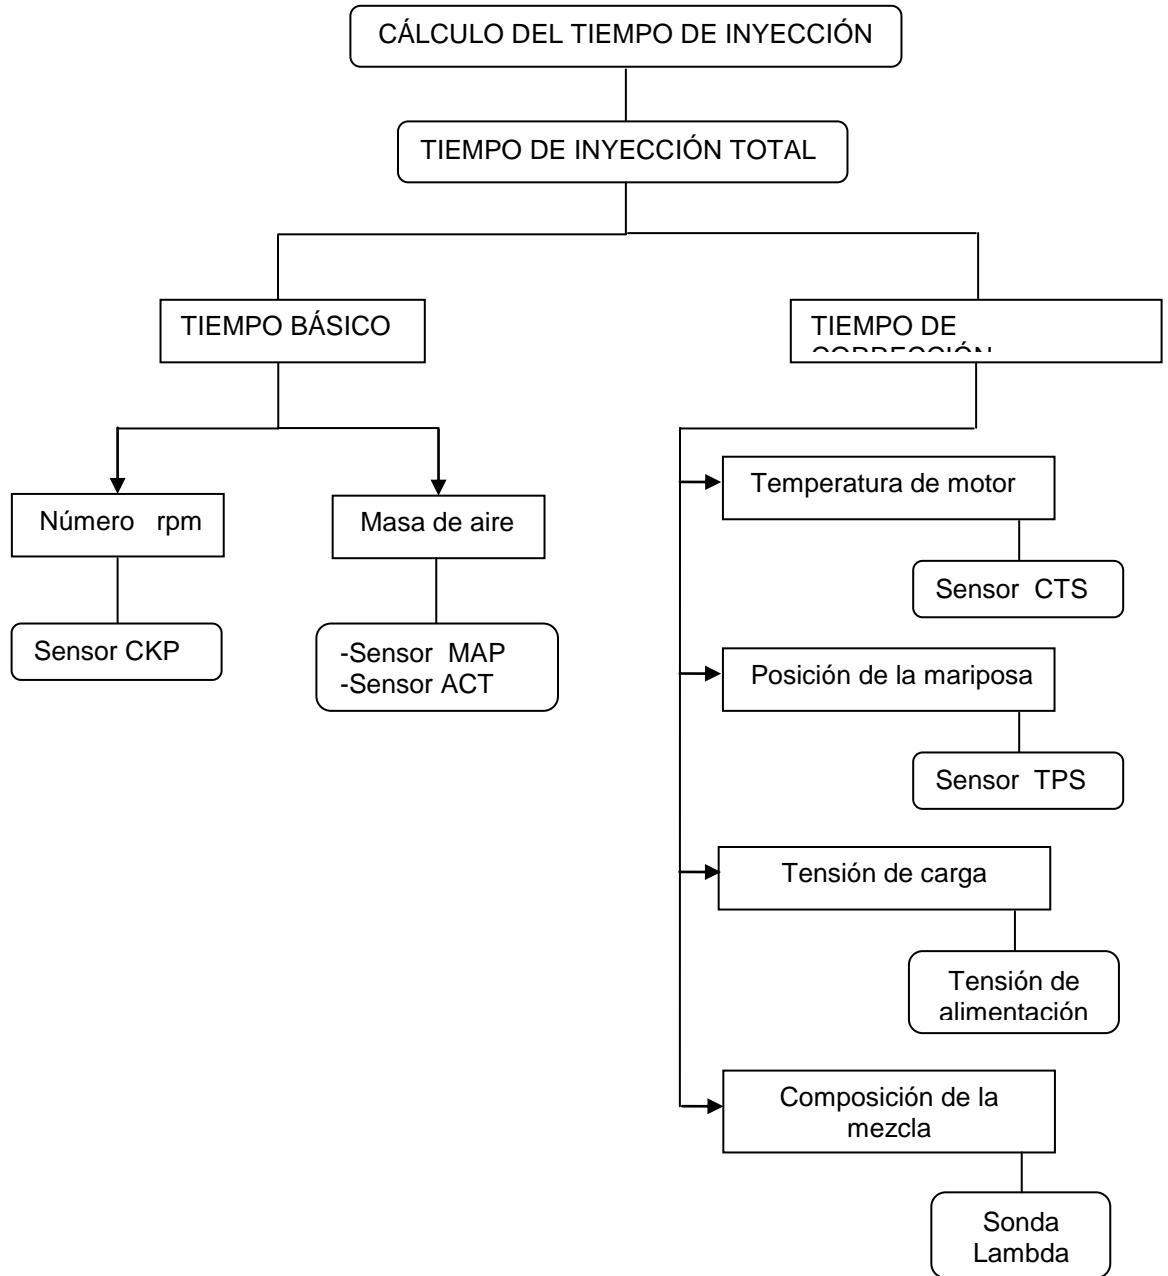 CÁLCULO DEL TIEMPO DE INYECCIÓN
TIEMPO DE INYECCIÓN TOTAL
TIEMPO BÁSICO
Número rpm
Sensor CKP
Masa de aire
-Sensor MAP
-Sensor ACT
TIEMPO DE
CORRECCIÓN
Temperatura de motor
Sensor CTS
Posición de la mariposa
Sensor TPS
Tensión de carga
Tensión de
alimentación
Composición de la
mezcla
Sonda
Lambda